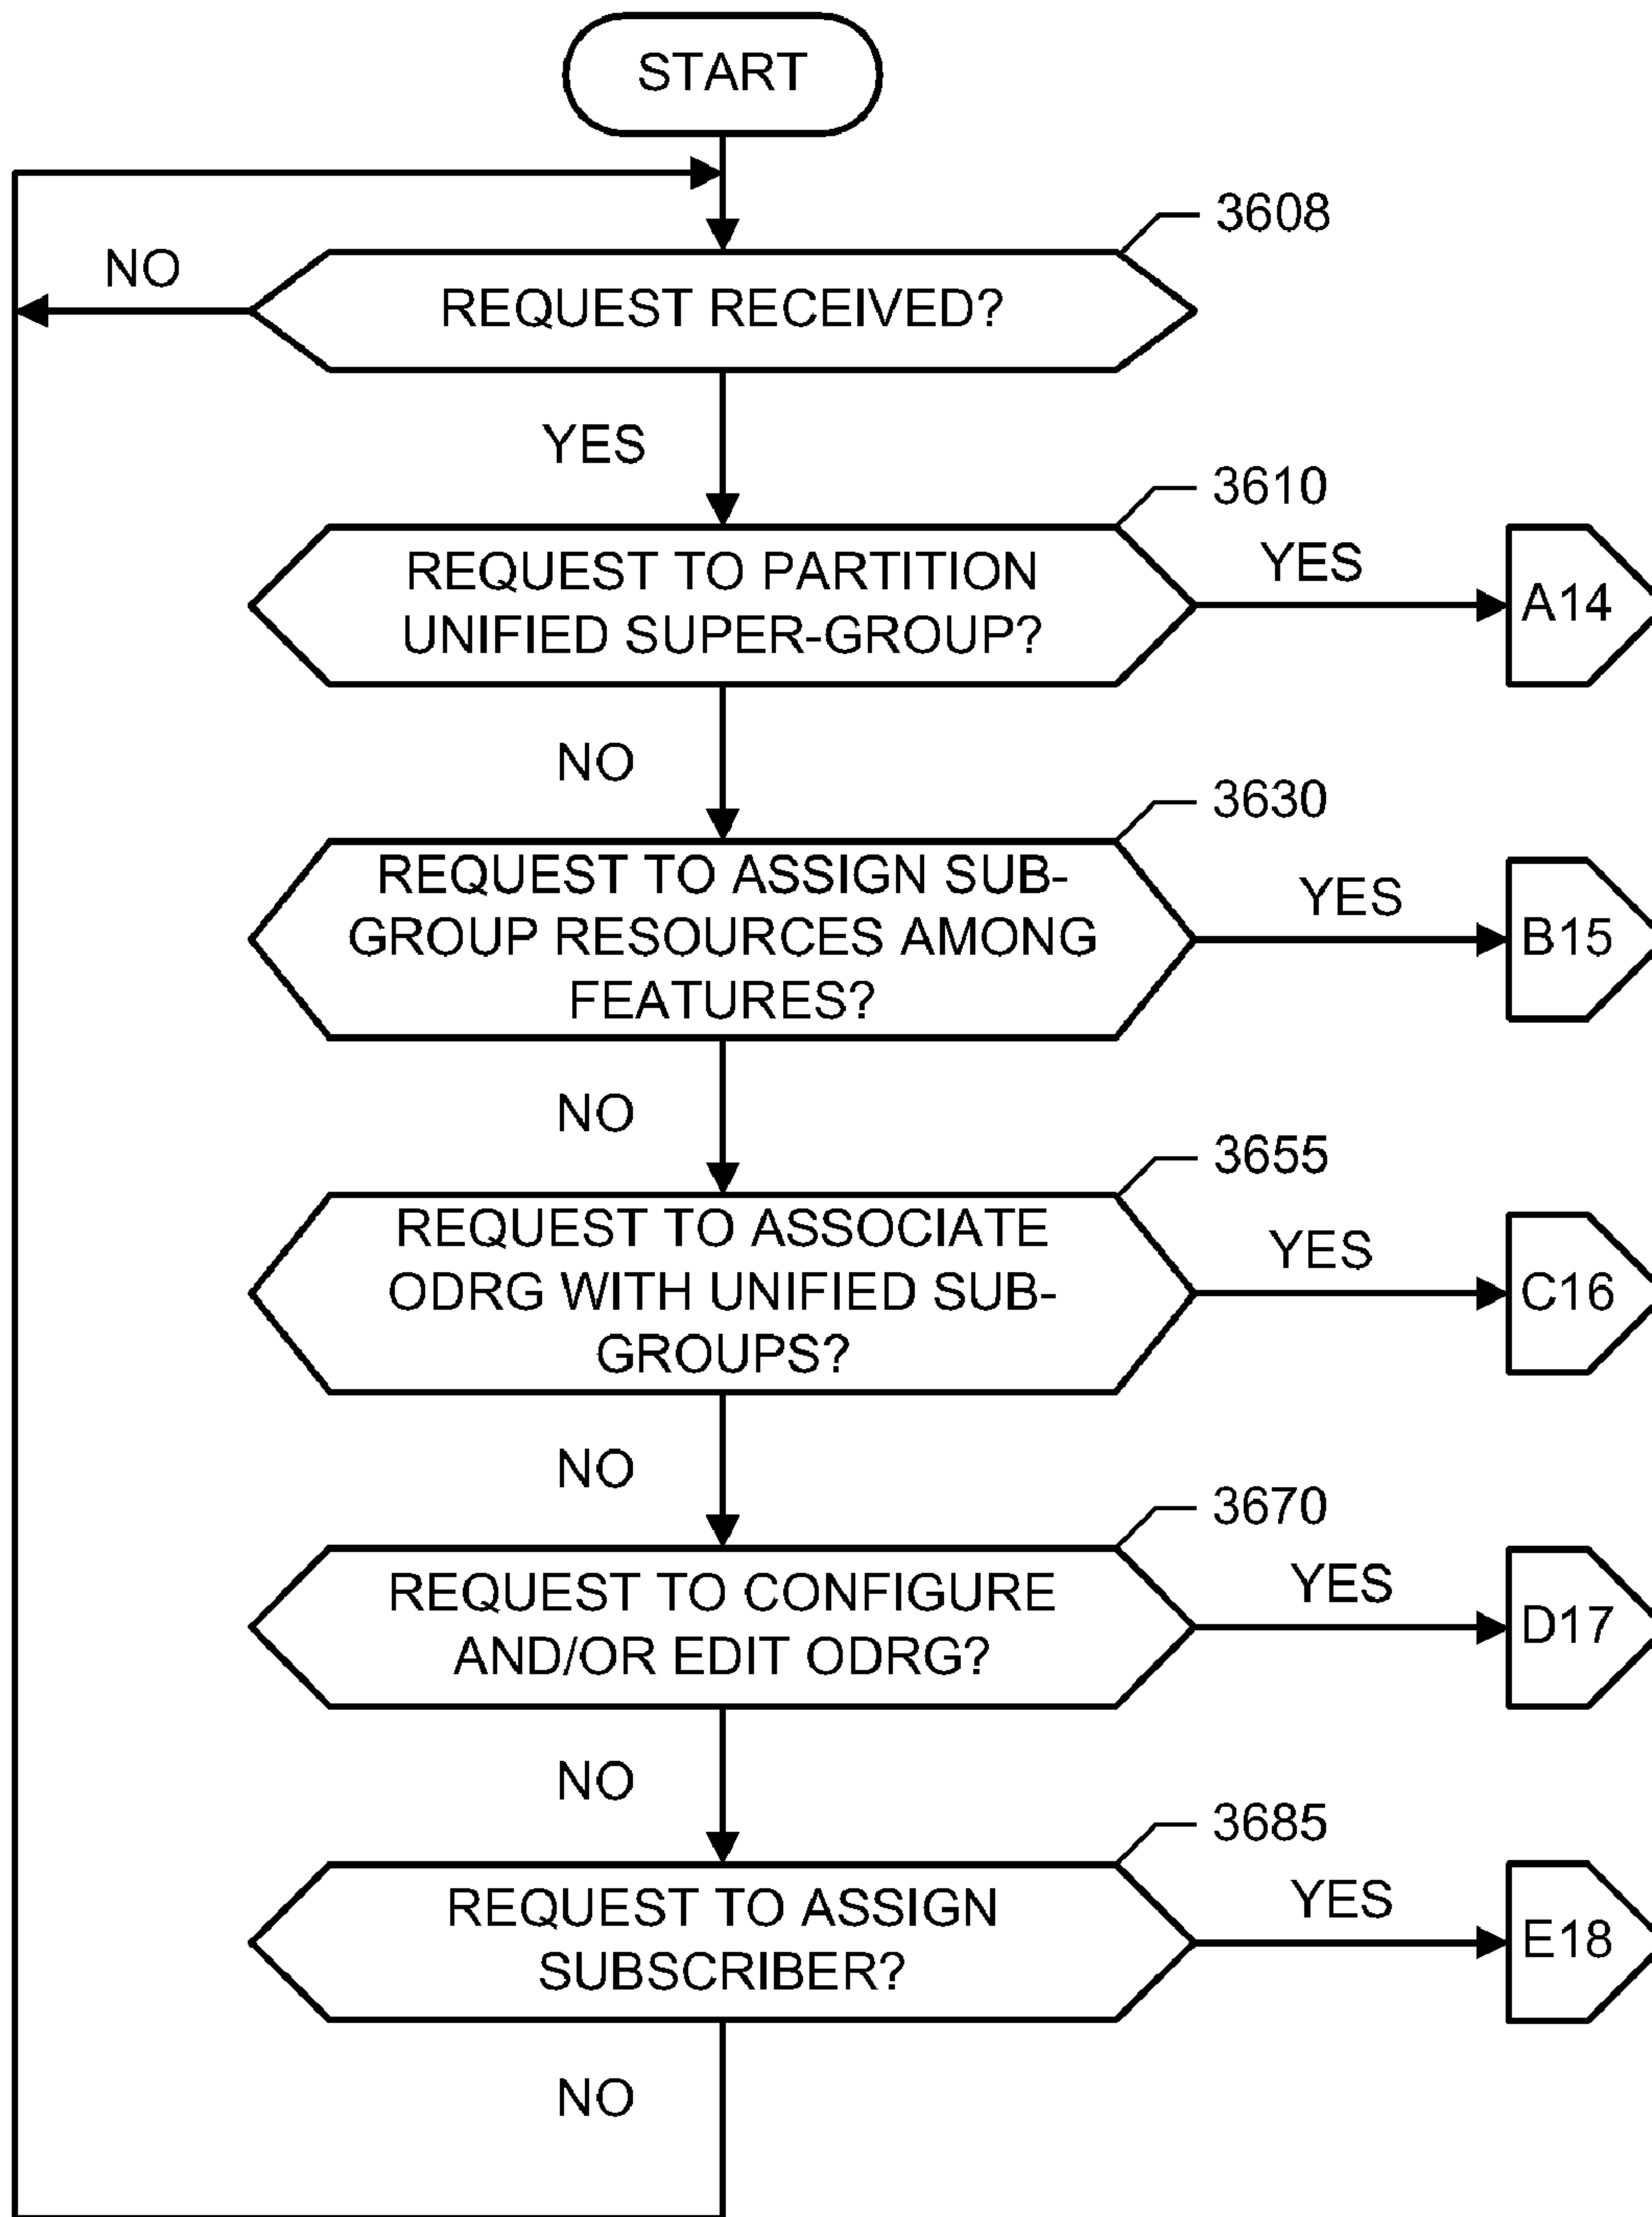 START
3608
NO
REQUEST RECEIVED?
YES
3610
REQUEST TO PARTITION
UNIFIED SUPER-GROUP?
YES
A14
NO
3630
REQUEST TO ASSIGN SUB-
GROUP RESOURCES AMONG
FEATURES?
YES
B15
NO
3655
REQUEST TO ASSOCIATE
ODRG WITH UNIFIED SUB-
GROUPS?
YES
C16
NO
3670
REQUEST TO CONFIGURE
AND/OR EDIT ODRG?
YES
D17
NO
3685
REQUEST TO ASSIGN
SUBSCRIBER?
YES
E18
NO